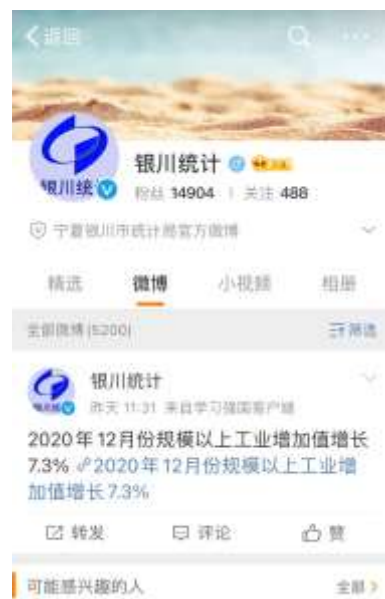 返回
银川统计
粉丝 14904 | 关注 488
宁夏银川市统计局官方微博
精选 微博 小视频 相册
全部微博(5200) 筛选
银川统计
昨天 11:31 来自学习强国客户端
2020年12月份规模以上工业增加值增长
7.3% 2020年12月份规模以上工业增
加值增长7.3%
转发 评论 赞
可能感兴趣的人 全部